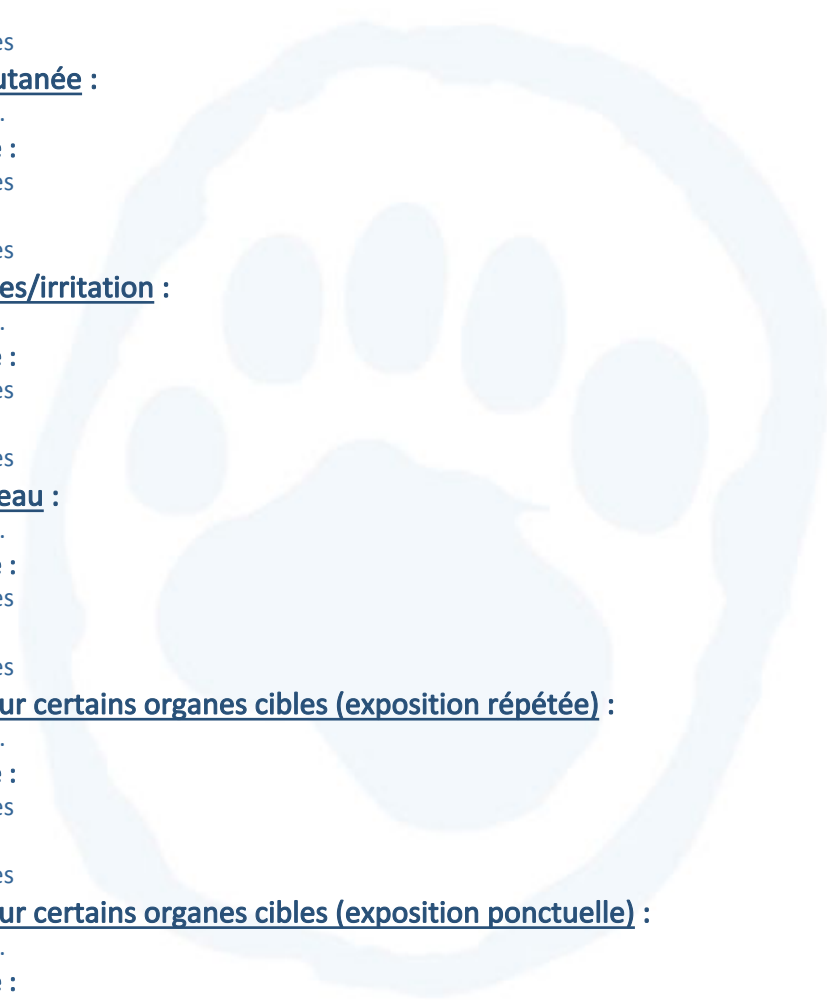 es
utanée :
.
e :
es
es
es/irritation :
.
e :
es
es
eau :
.
e :
es
es
ur certains organes cibles (exposition répétée) :
.
e :
es
es
ur certains organes cibles (exposition ponctuelle) :
.
e :